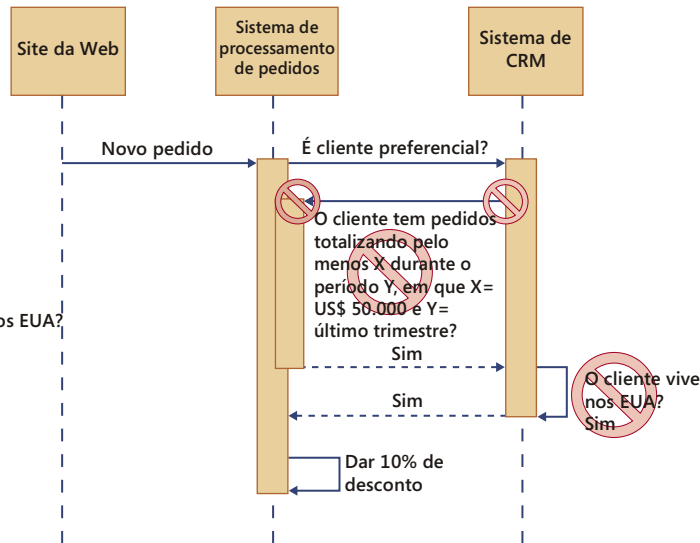 Site da Web
Sistema de
processamento
de pedidos
Sistema de
CRM
Novo pedido
É cliente preferencial?
O cliente tem pedidos
totalizando pelo
menos X durante o
período Y, em que X=
US$ 50.000 e Y=
último trimestre?
os EUA?
Sim
O cliente vive
nos EUA?
Sim
Sim
Dar 10% de
desconto